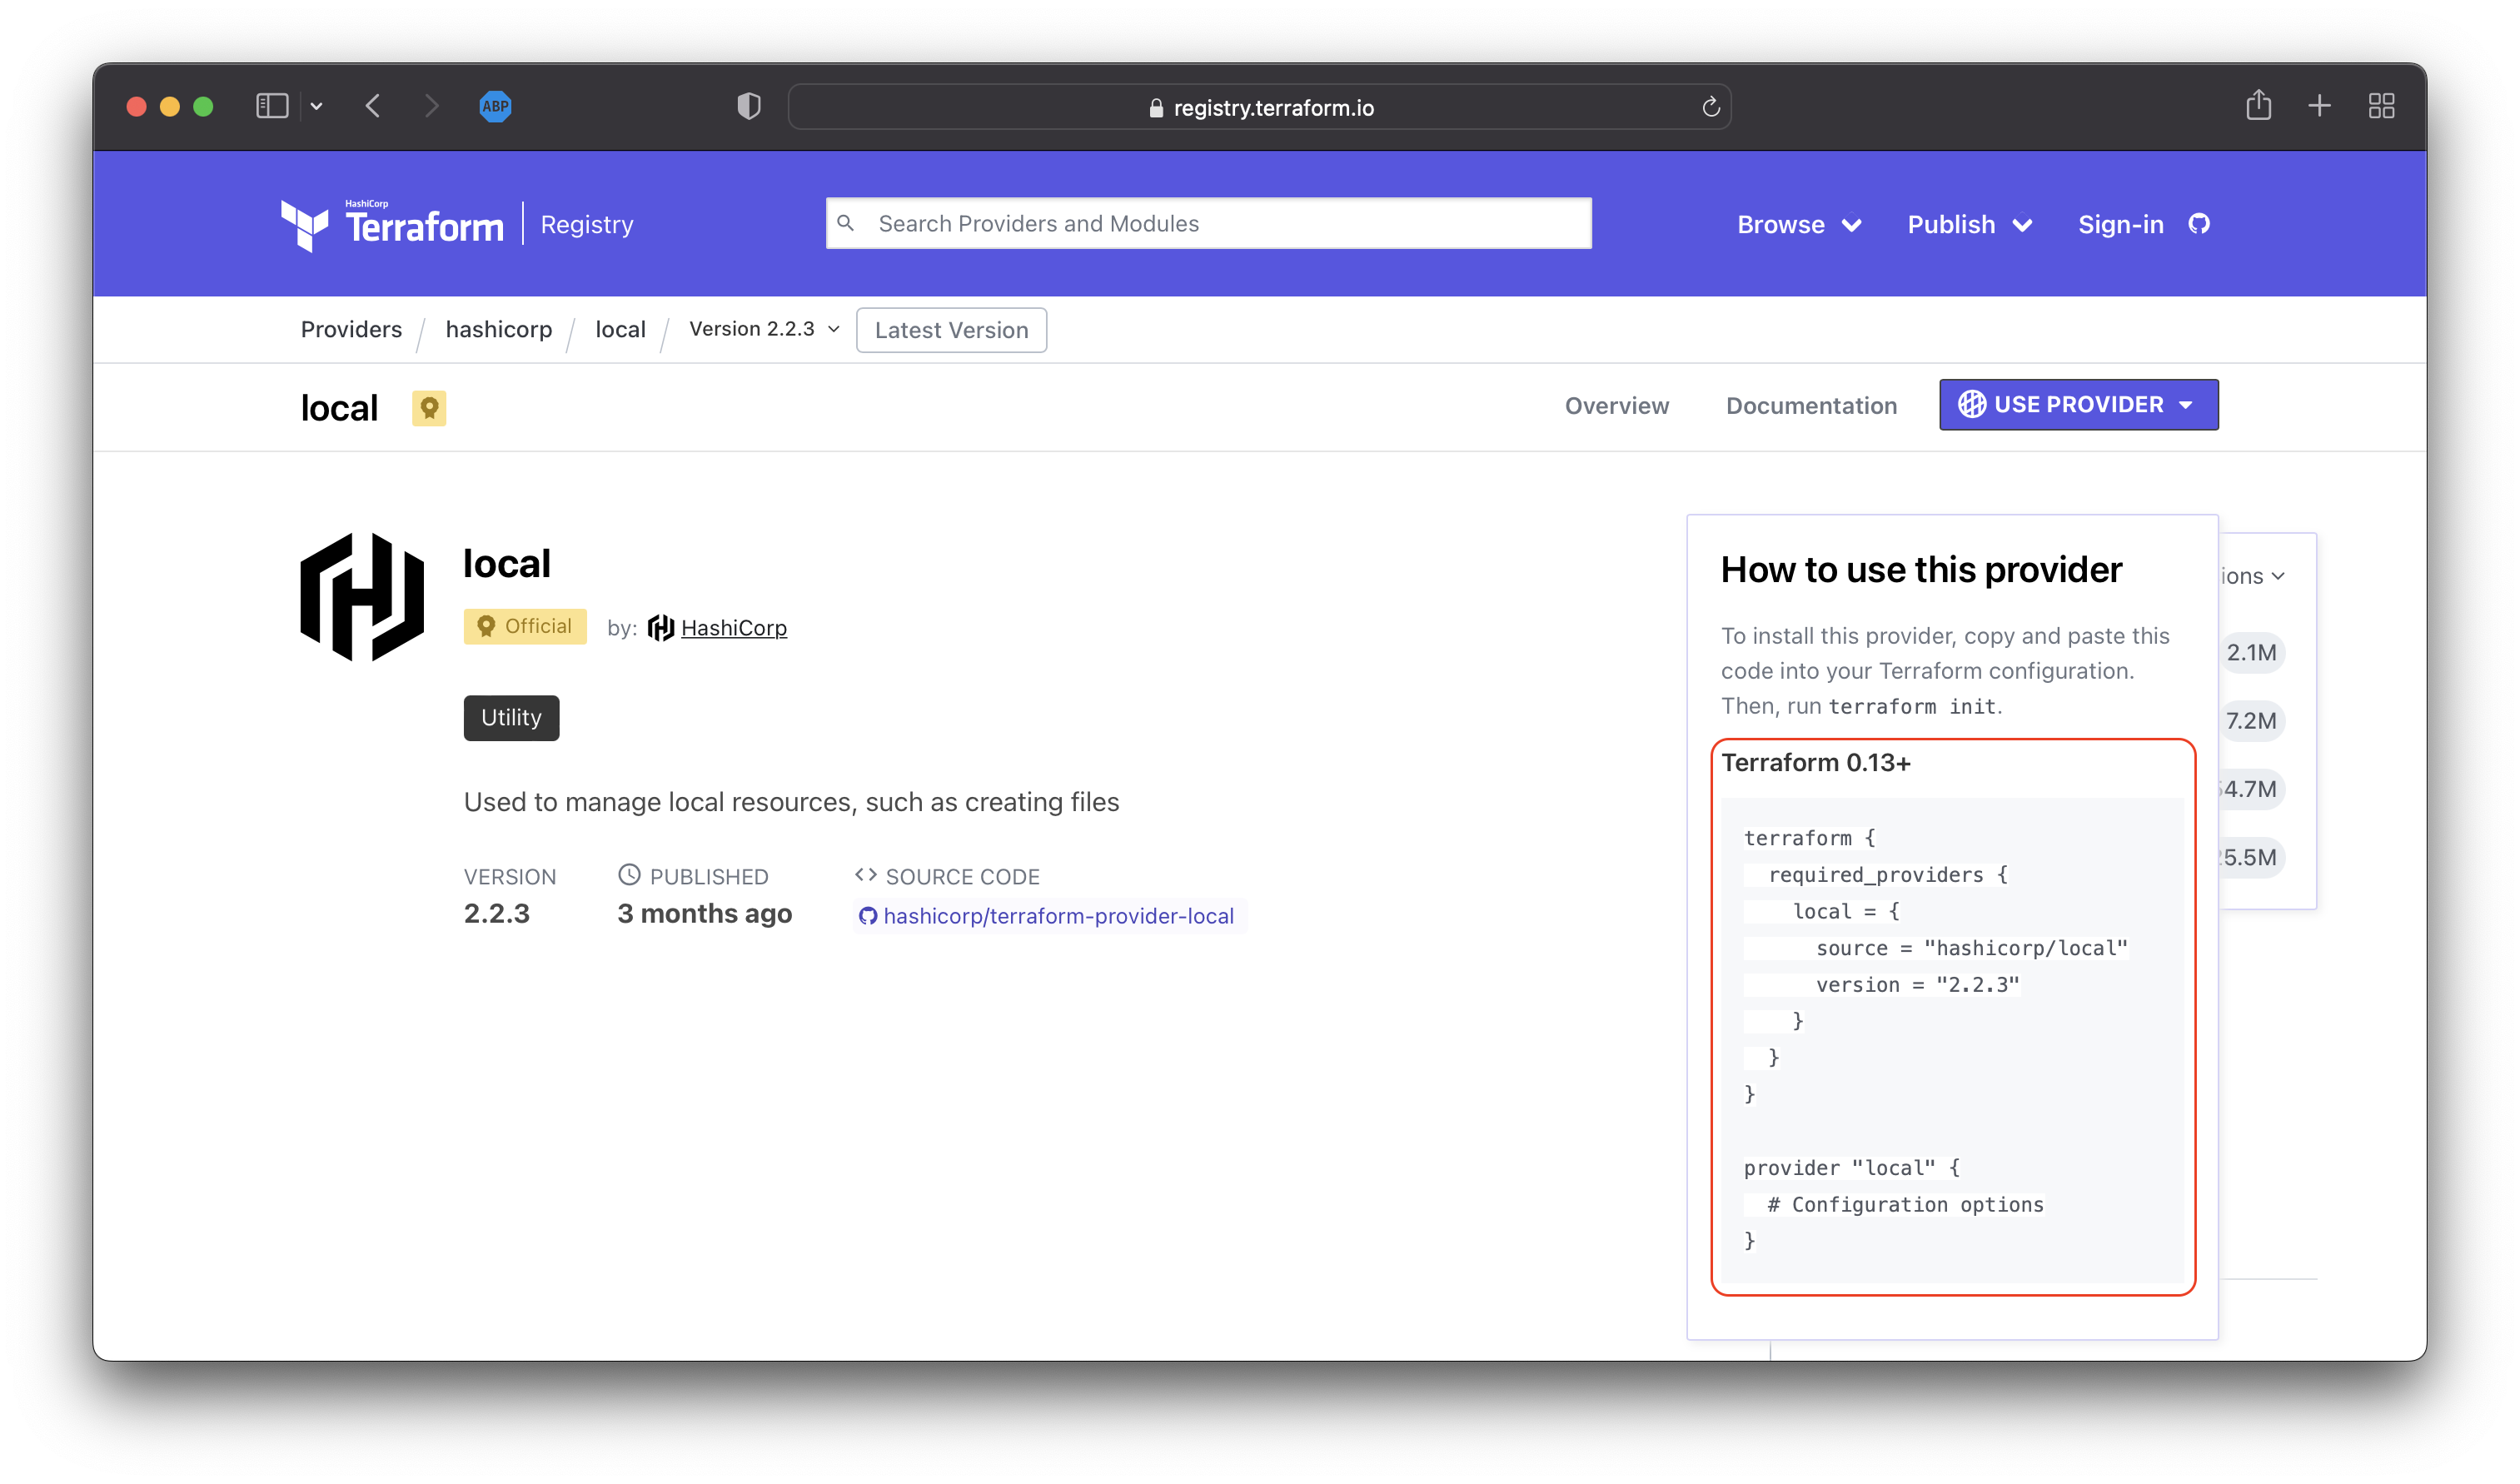 ABP
registry.terraform.io
HashiCorp
Terraform
Registry
Search Providers and Modules
Browse
Publish
Sign-in
Providers / hashicorp / local / Version 2.2.3
Latest Version
local
Overview
Documentation
USE PROVIDER
local
Official
by: HashiCorp
Utility
Used to manage local resources, such as creating files
VERSION
2.2.3
PUBLISHED
3 months ago
<> SOURCE CODE
hashicorp/terraform-provider-local
How to use this provider
To install this provider, copy and paste this
code into your Terraform configuration.
Then, run terraform init.
Terraform 0.13+
terraform {
  required_providers {
    local = {
      source = "hashicorp/local"
      version = "2.2.3"
    }
  }
}
provider "local" {
  # Configuration options
}
2.1M
7.2M
4.7M
5.5M